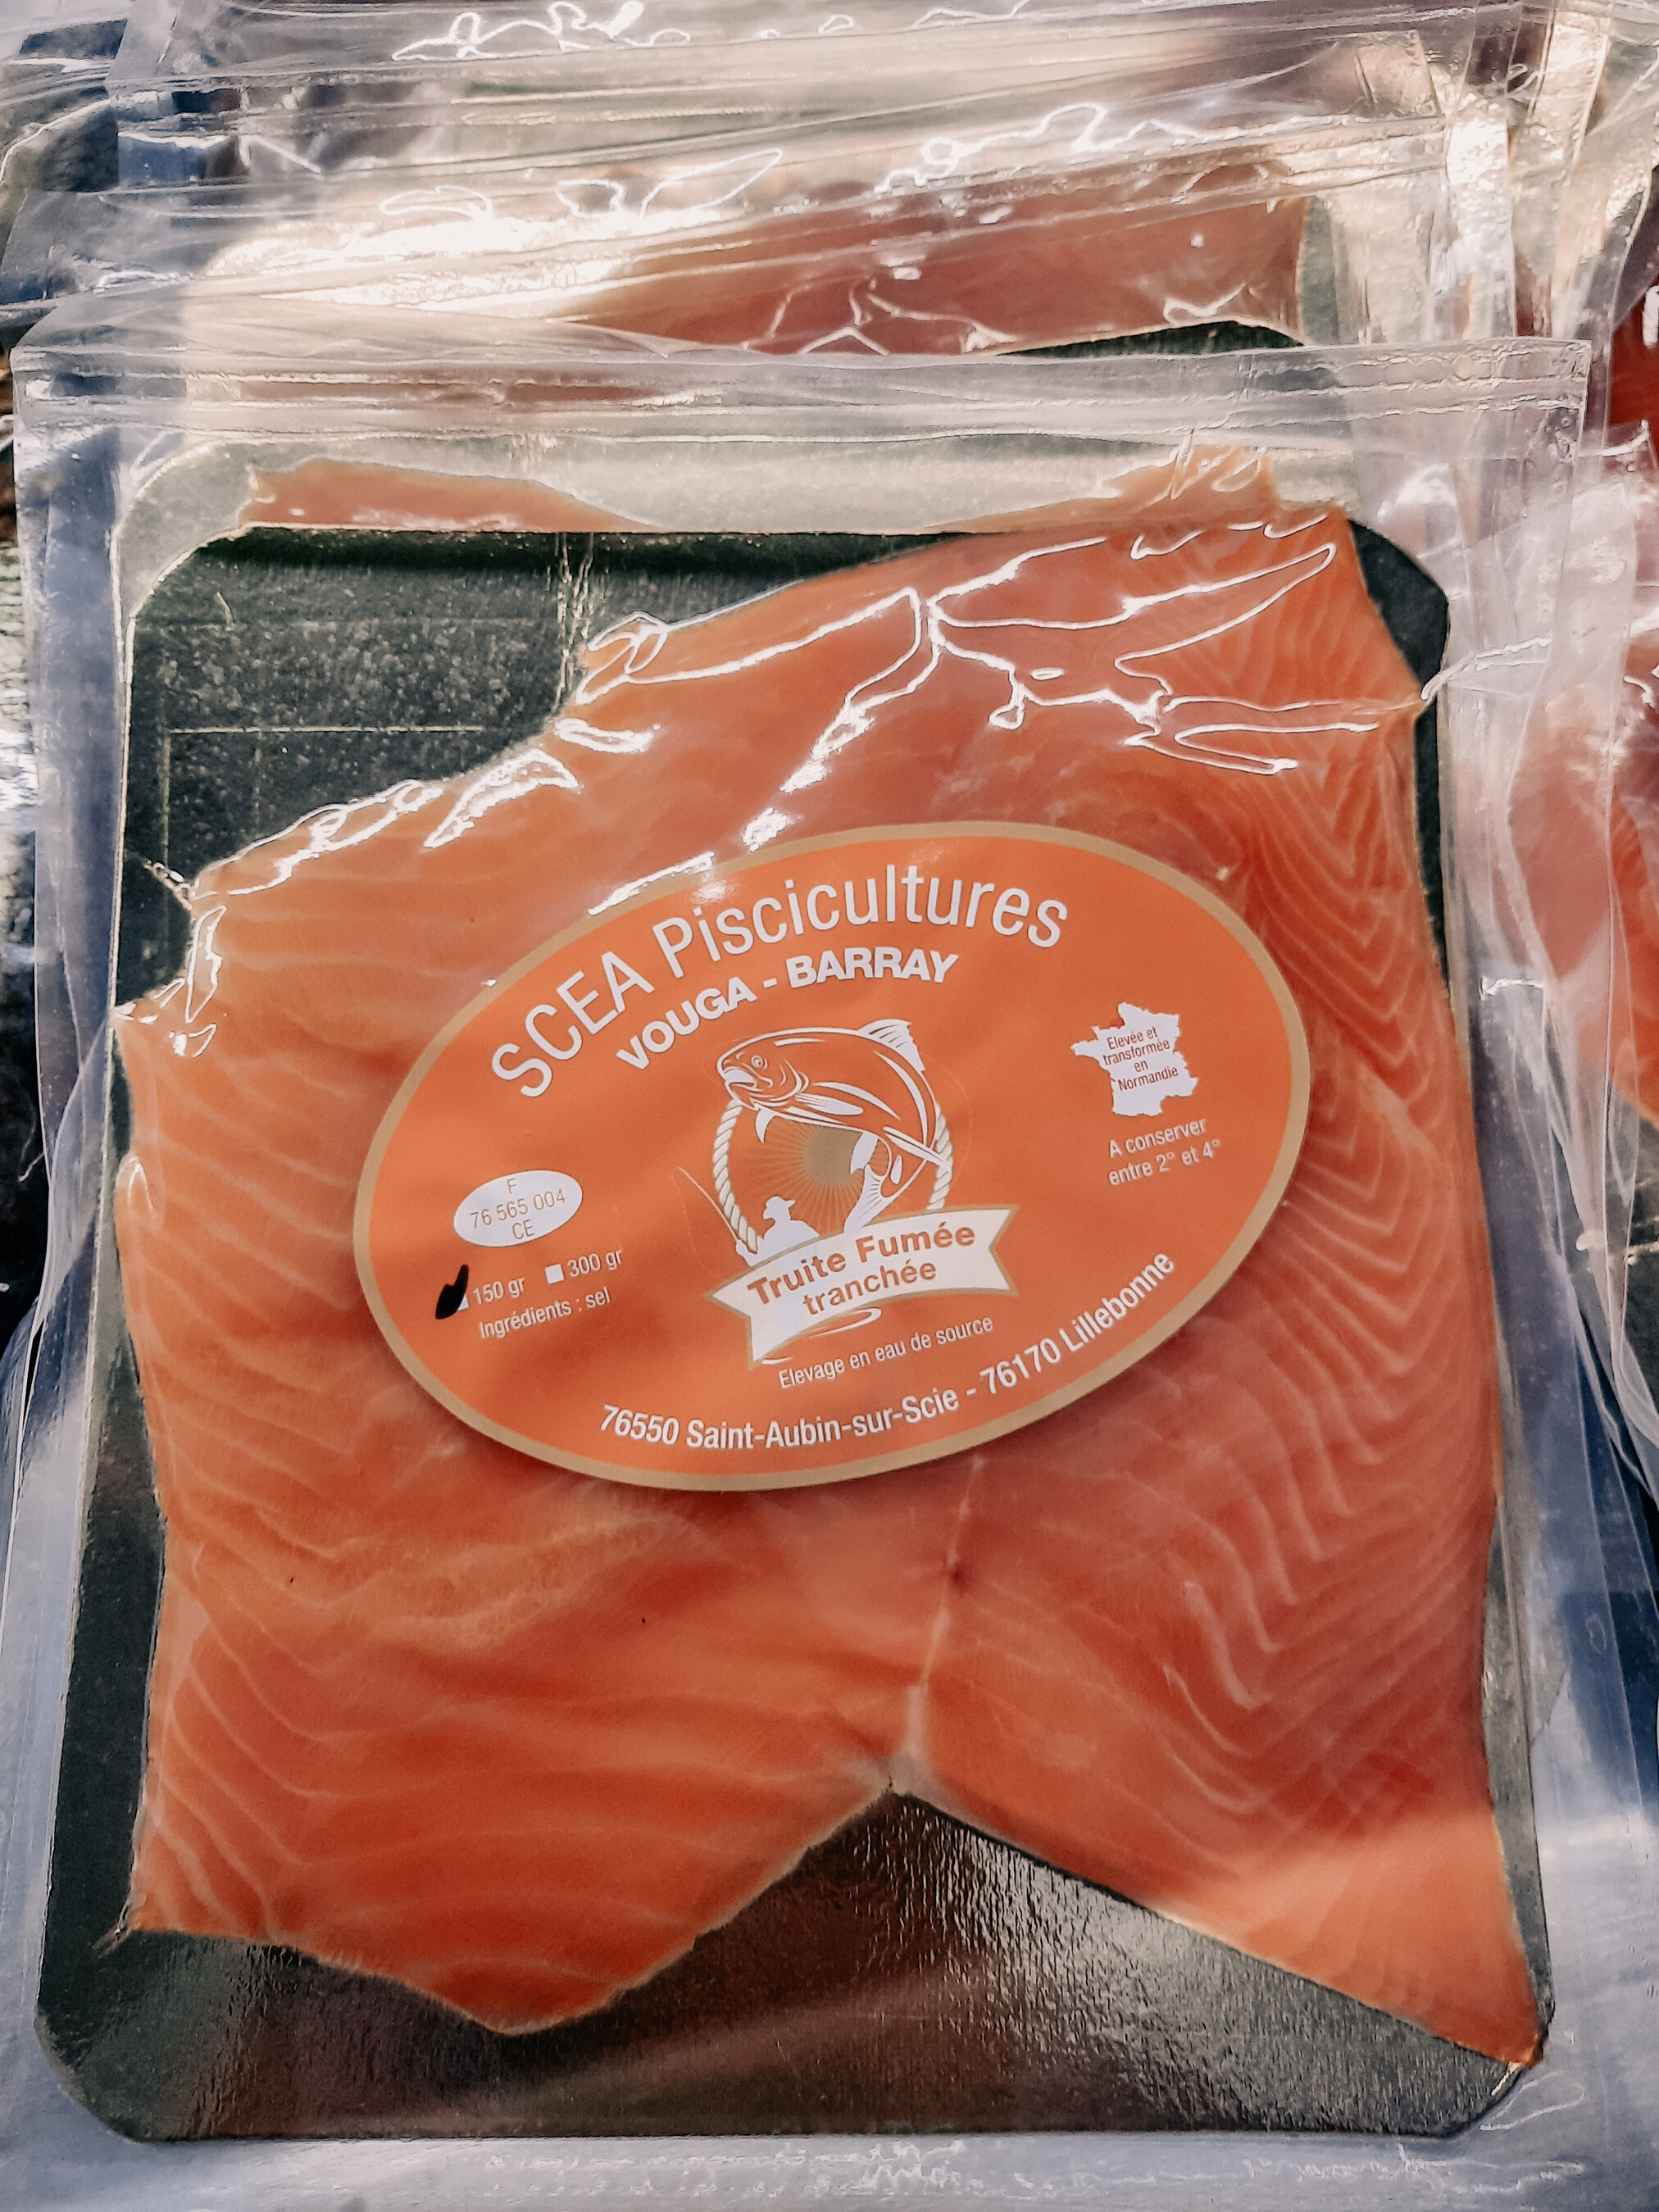 SCEA Piscicultures
VOUGA - BARRAY
Elevée et
transformée
en
Normandie
A conserver
entre 2° et 4°
F
76 565 004
CE
150 gr 300 gr
Ingrédients : sel
Truite Fumée
tranchée
Elevage en eau de source
76550 Saint-Aubin-sur-Scie - 76170 Lillebonne